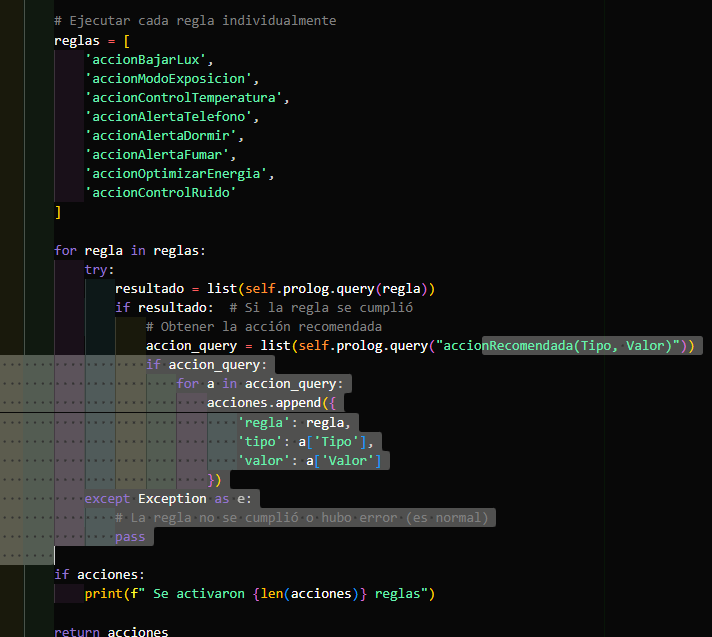 # Ejecutar cada regla individualmente
reglas = [
'accionBajarLux',
'accionModoExposicion',
'accionControlTemperatura',
'accionAlertaTelefono',
'accionAlertaDormir',
'accionAlertaFumar',
'accionOptimizarEnergia',
'accionControlRuido'
]
for regla in reglas:
try:
resultado = list(self.prolog.query(regla))
if resultado:  # Si la regla se cumplió
# Obtener la acción recomendada
accion_query = list(self.prolog.query("accionRecomendada(Tipo, Valor)"))
if accion_query:
for a in accion_query:
acciones.append({
'regla': regla,
'tipo': a['Tipo'],
'valor': a['Valor']
})
except Exception as e:
# La regla no se cumplió o hubo error (es normal)
pass
if acciones:
print(f" Se activaron {len(acciones)} reglas")
return acciones